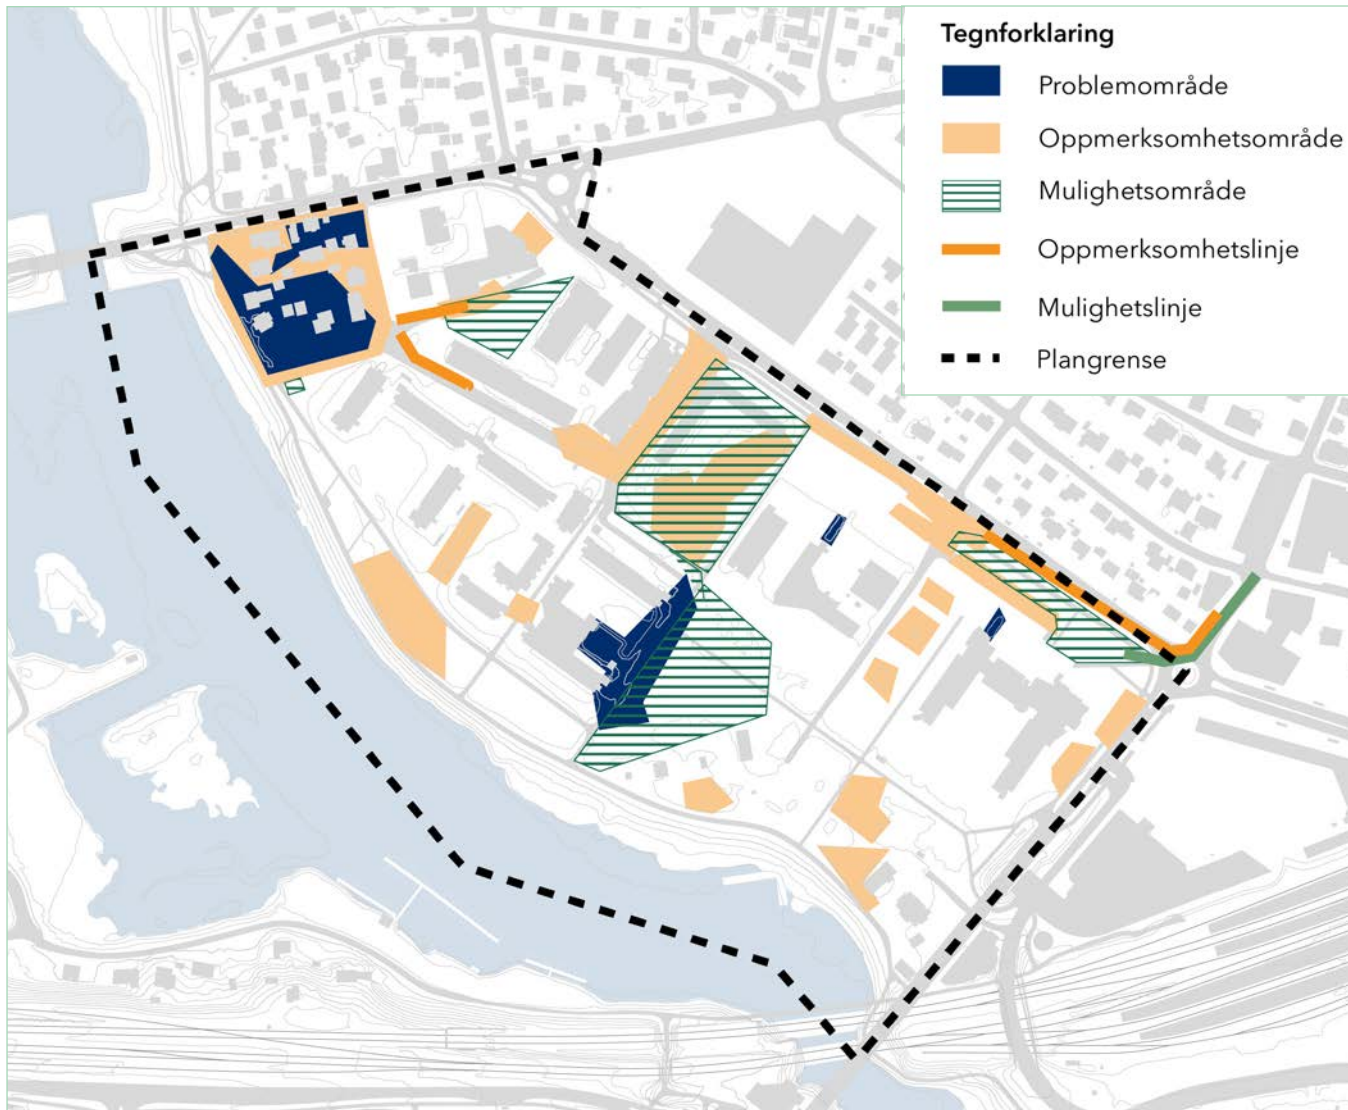 Tegnforklaring
Problemområde
Oppmerksomhetsområde
Mulighetsområde
Oppmerksomhetslinje
Mulighetslinje
Plangrense